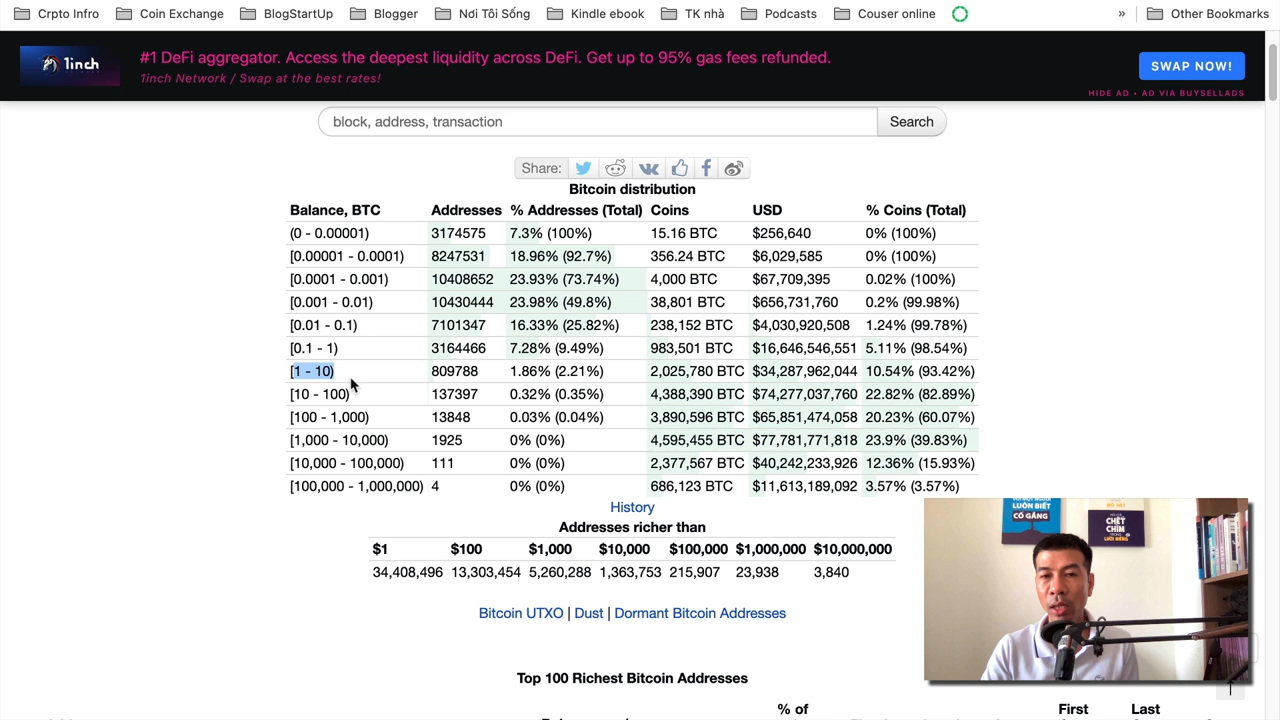 Crpto Infro Coin Exchange BlogStartUp Blogger Nơi Tôi Sống Kindle ebook TK nhà Podcasts Couser online » Other Bookmarks
1inch #1 DeFi aggregator. Access the deepest liquidity across DeFi. Get up to 95% gas fees refunded.
1inch Network / Swap at the best rates!
SWAP NOW!
HIDE AD • AD VIA BUYSELLADS
block, address, transaction Search
Share:
Bitcoin distribution
Balance, BTC Addresses % Addresses (Total) Coins USD % Coins (Total)
(0 - 0.00001) 3174575 7.3% (100%) 15.16 BTC $256,640 0% (100%)
[0.00001 - 0.0001) 8247531 18.96% (92.7%) 356.24 BTC $6,029,585 0% (100%)
[0.0001 - 0.001) 10408652 23.93% (73.74%) 4,000 BTC $67,709,395 0.02% (100%)
[0.001 - 0.01) 10430444 23.98% (49.8%) 38,801 BTC $656,731,760 0.2% (99.98%)
[0.01 - 0.1) 7101347 16.33% (25.82%) 238,152 BTC $4,030,920,508 1.24% (99.78%)
[0.1 - 1) 3164466 7.28% (9.49%) 983,501 BTC $16,646,546,551 5.11% (98.54%)
[1 - 10) 809788 1.86% (2.21%) 2,025,780 BTC $34,287,962,044 10.54% (93.42%)
[10 - 100) 137397 0.32% (0.35%) 4,388,390 BTC $74,277,037,760 22.82% (82.89%)
[100 - 1,000) 13848 0.03% (0.04%) 3,890,596 BTC $65,851,474,058 20.23% (60.07%)
[1,000 - 10,000) 1925 0% (0%) 4,595,455 BTC $77,781,771,818 23.9% (39.83%)
[10,000 - 100,000) 111 0% (0%) 2,377,567 BTC $40,242,233,926 12.36% (15.93%)
[100,000 - 1,000,000) 4 0% (0%) 686,123 BTC $11,613,189,092 3.57% (3.57%)
History
Addresses richer than
$1 $100 $1,000 $10,000 $100,000 $1,000,000 $10,000,000
34,408,496 13,303,454 5,260,288 1,363,753 215,907 23,938 3,840
LUÔN BIẾT
CỐ GẮNG
CHẾT
CHÌM
Bitcoin UTXO | Dust | Dormant Bitcoin Addresses
Top 100 Richest Bitcoin Addresses
% of First Last